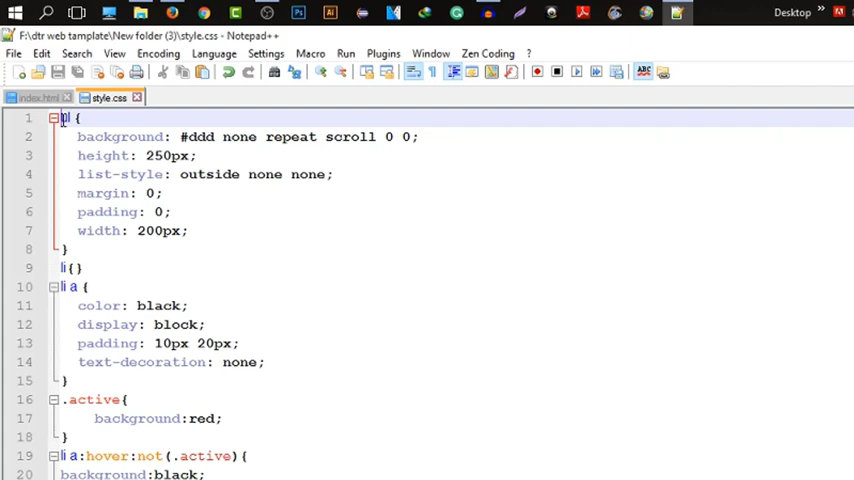 Desktop
F:\dtr web tamplate\New folder (3)\style.css - Notepad++
File Edit Search View Encoding Language Settings Macro Run Plugins Window Zen Coding ?
index.html style.css
1 ul {
2 background: #ddd none repeat scroll 0 0;
3 height: 250px;
4 list-style: outside none none;
5 margin: 0;
6 padding: 0;
7 width: 200px;
8 }
9 li{}
10 li a {
11 color: black;
12 display: block;
13 padding: 10px 20px;
14 text-decoration: none;
15 }
16 .active{
17 background:red;
18 }
19 li a:hover:not(.active){
20 background:black;